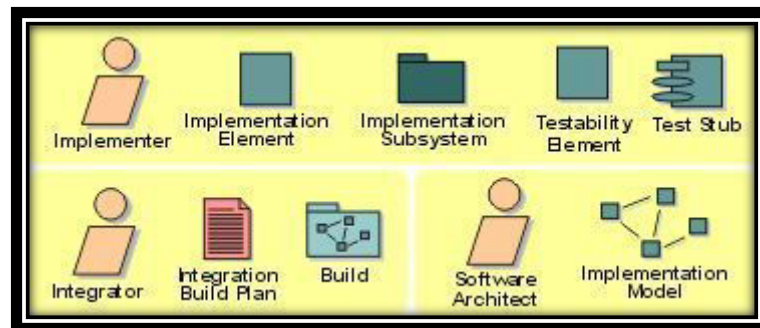 Implementer
Implementation
Element
Implementation
Subsystem
Testability
Element
Test Stub
Integrator
Integration
Build Plan
Build
Software
Architect
Implementation
Model